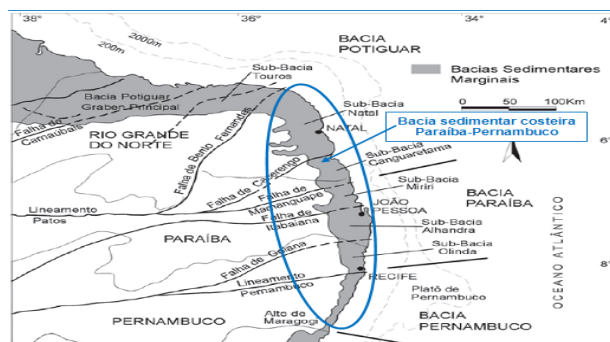 38°
36°
34°
BACIA
POTIGUAR
200m
2000m
Sub-Bacia
Touros
Bacias Sedimentares
Marginais
Bacia Potiguar
Graben Principal
Sub-Bacia
Natal
0
50
100Km
Falha de
Carnaubais
RIO GRANDE
DO NORTE
Falha de Bento Fernandes
NATAL
Bacia sedimentar costeira
Paraíba-Pernambuco
6°
Sub-Bacia
Canguaretama
Falha de Cacerengo
Falha de
Mamanguape
Sub-Bacia
Miriri
Lineamento
Patos
Falha de
Itabaiana
JOÃO
PESSOA
BACIA
PARAÍBA
PARAÍBA
Sub-Bacia
Alhandra
Falha de Goiana
Sub-Bacia
Olinda
OCEANO ATLÂNTICO
Lineamento
Pernambuco
RECIFE
8°
Platô de
Pernambuco
PERNAMBUCO
Alto de
Maragogi
BACIA
PERNAMBUCO